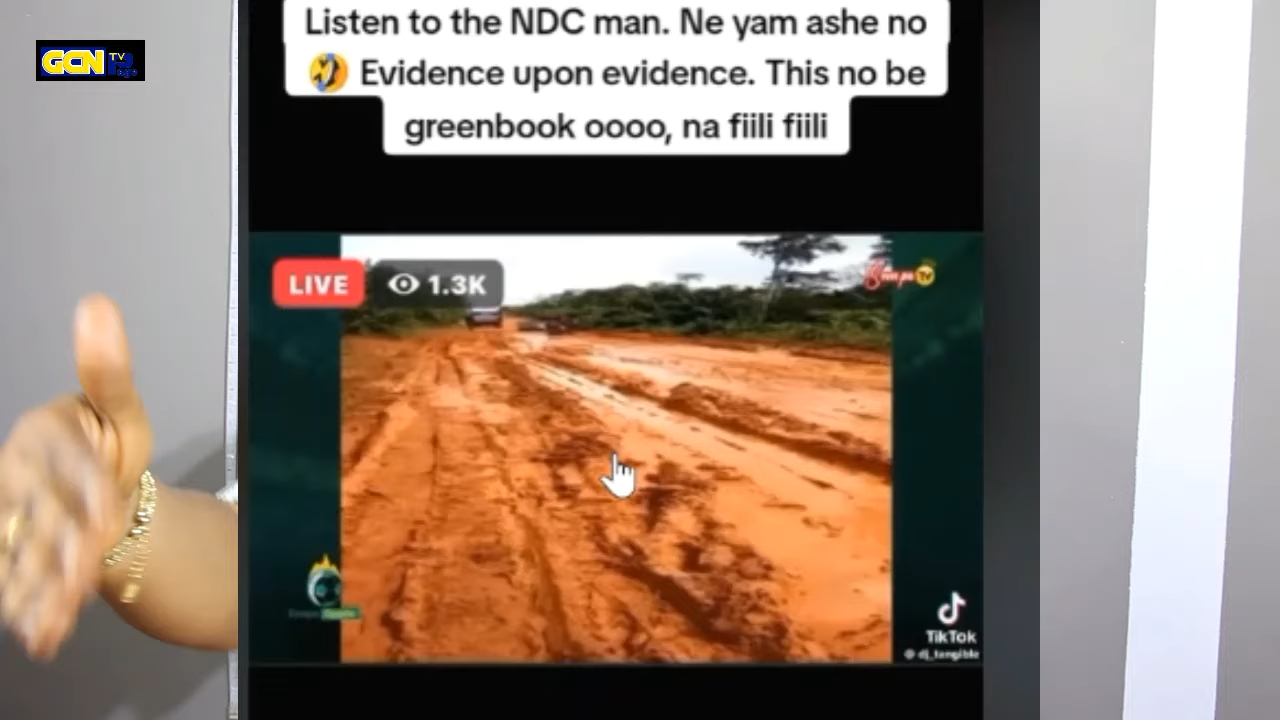 Listen to the NDC man. Ne yam ashe no
🤣 Evidence upon evidence. This no be
greenbook oooo, na fiili fiili
GCN TV
LIVE
1.3K
TikTok
@ dj_tangible